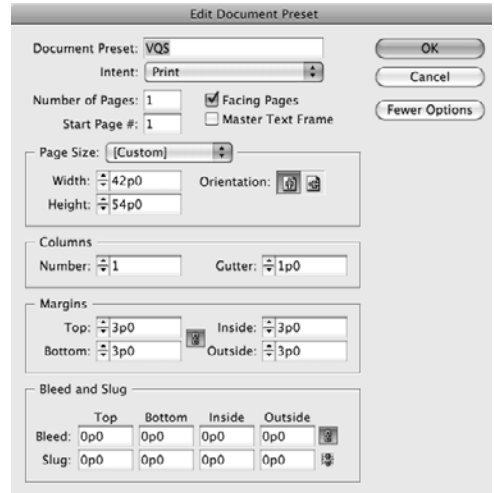 Edit Document Preset
Document Preset: VQS
OK
Intent: Print
Cancel
Number of Pages: 1
Facing Pages
Fewer Options
Start Page #: 1
Master Text Frame
Page Size: [Custom]
Width: 42p0
Orientation:
Height: 54p0
Columns
Number: 1
Gutter: 1p0
Margins
Top: 3p0
Inside: 3p0
Bottom: 3p0
Outside: 3p0
Bleed and Slug
Top Bottom Inside Outside
Bleed: 0p0 0p0 0p0 0p0
Slug: 0p0 0p0 0p0 0p0